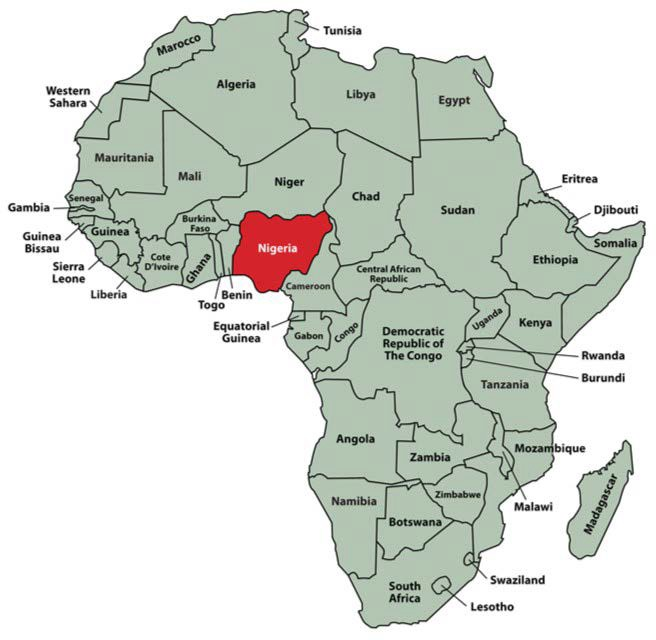 Tunisia
Marocco
Algeria
Libya
Egypt
Western
Sahara
Mauritania
Mali
Niger
Chad
Sudan
Eritrea
Djibouti
Senegal
Gambia
Guinea
Bissau
Guinea
Sierra
Leone
Liberia
Cote
D'Ivoire
Burkina
Faso
Ghana
Togo
Benin
Nigeria
Cameroon
Central African
Republic
Ethiopia
Somalia
Equatorial
Guinea
Gabon
Congo
Democratic
Republic of
The Congo
Uganda
Kenya
Rwanda
Burundi
Tanzania
Angola
Zambia
Mozambique
Malawi
Zimbabwe
Namibia
Botswana
Madagascar
South
Africa
Swaziland
Lesotho